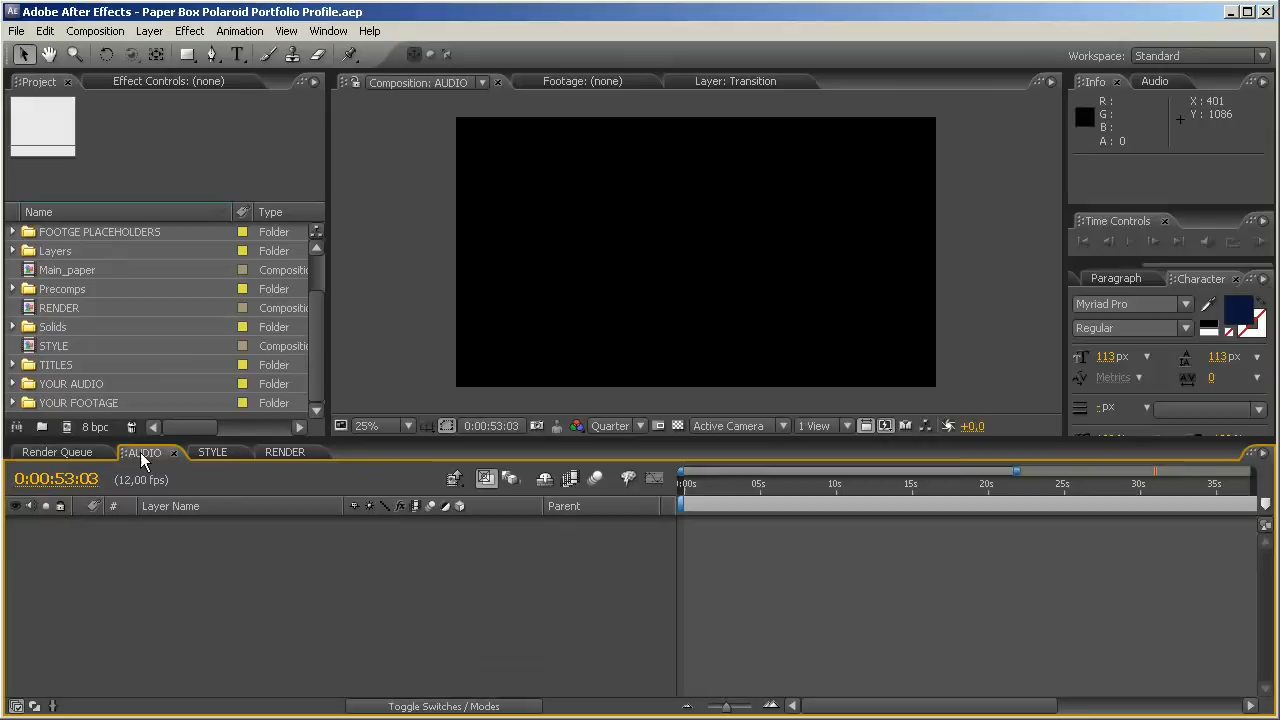 Adobe After Effects - Paper Box Polaroid Portfolio Profile.aep
File Edit Composition Layer Effect Animation View Window Help
Workspace: Standard
Project Effect Controls: (none) Composition: AUDIO Footage: (none) Layer: Transition Info Audio
R : X : 401
G : Y : 1086
B :
A : 0
Name Type
FOOTGE PLACEHOLDERS Folder
Layers Folder
Main_paper Compositi
Precomps Folder
RENDER Compositi
Solids Folder
STYLE Compositi
TITLES Folder
YOUR AUDIO Folder
YOUR FOOTAGE Folder
Time Controls
Paragraph Character
Myriad Pro
Regular
113 px 113 px
Metrics 0
- px
8 bpc 25% 0:00:53:03 Quarter Active Camera 1 View +0,0
Render Queue AUDIO STYLE RENDER
0:00:53:03 (12,00 fps)
:00s 05s 10s 15s 20s 25s 30s 35s
# Layer Name Parent
Toggle Switches / Modes